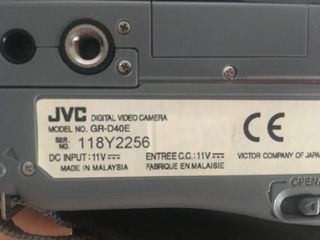 JVC DIGITAL VIDEO CAMERA
MODEL NO. GR-D40E
SER. NO. 118Y2256
DC INPUT: 11V ⎓ ENTREE C.C.: 11V ⎓
MADE IN MALAYSIA FABRIQUE EN MALAISIE
CE
VICTOR COMPANY OF JAPA
OPEN